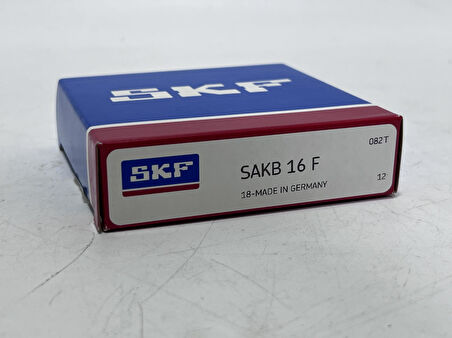 SKF
SKF
SAKB 16 F
18-MADE IN GERMANY
082T
12